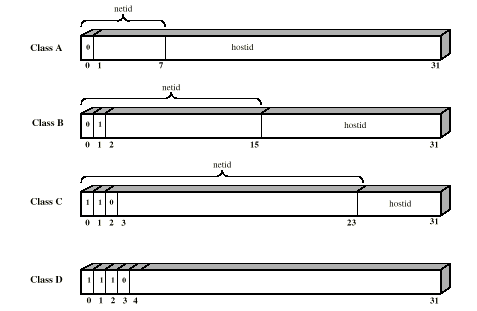 netid
Class A
0
hostid
0 1 7 31
netid
Class B
0 1
hostid
0 1 2 15 31
netid
Class C
1 1 0
hostid
0 1 2 3 23 31
Class D
1 1 1 0
0 1 2 3 4 31